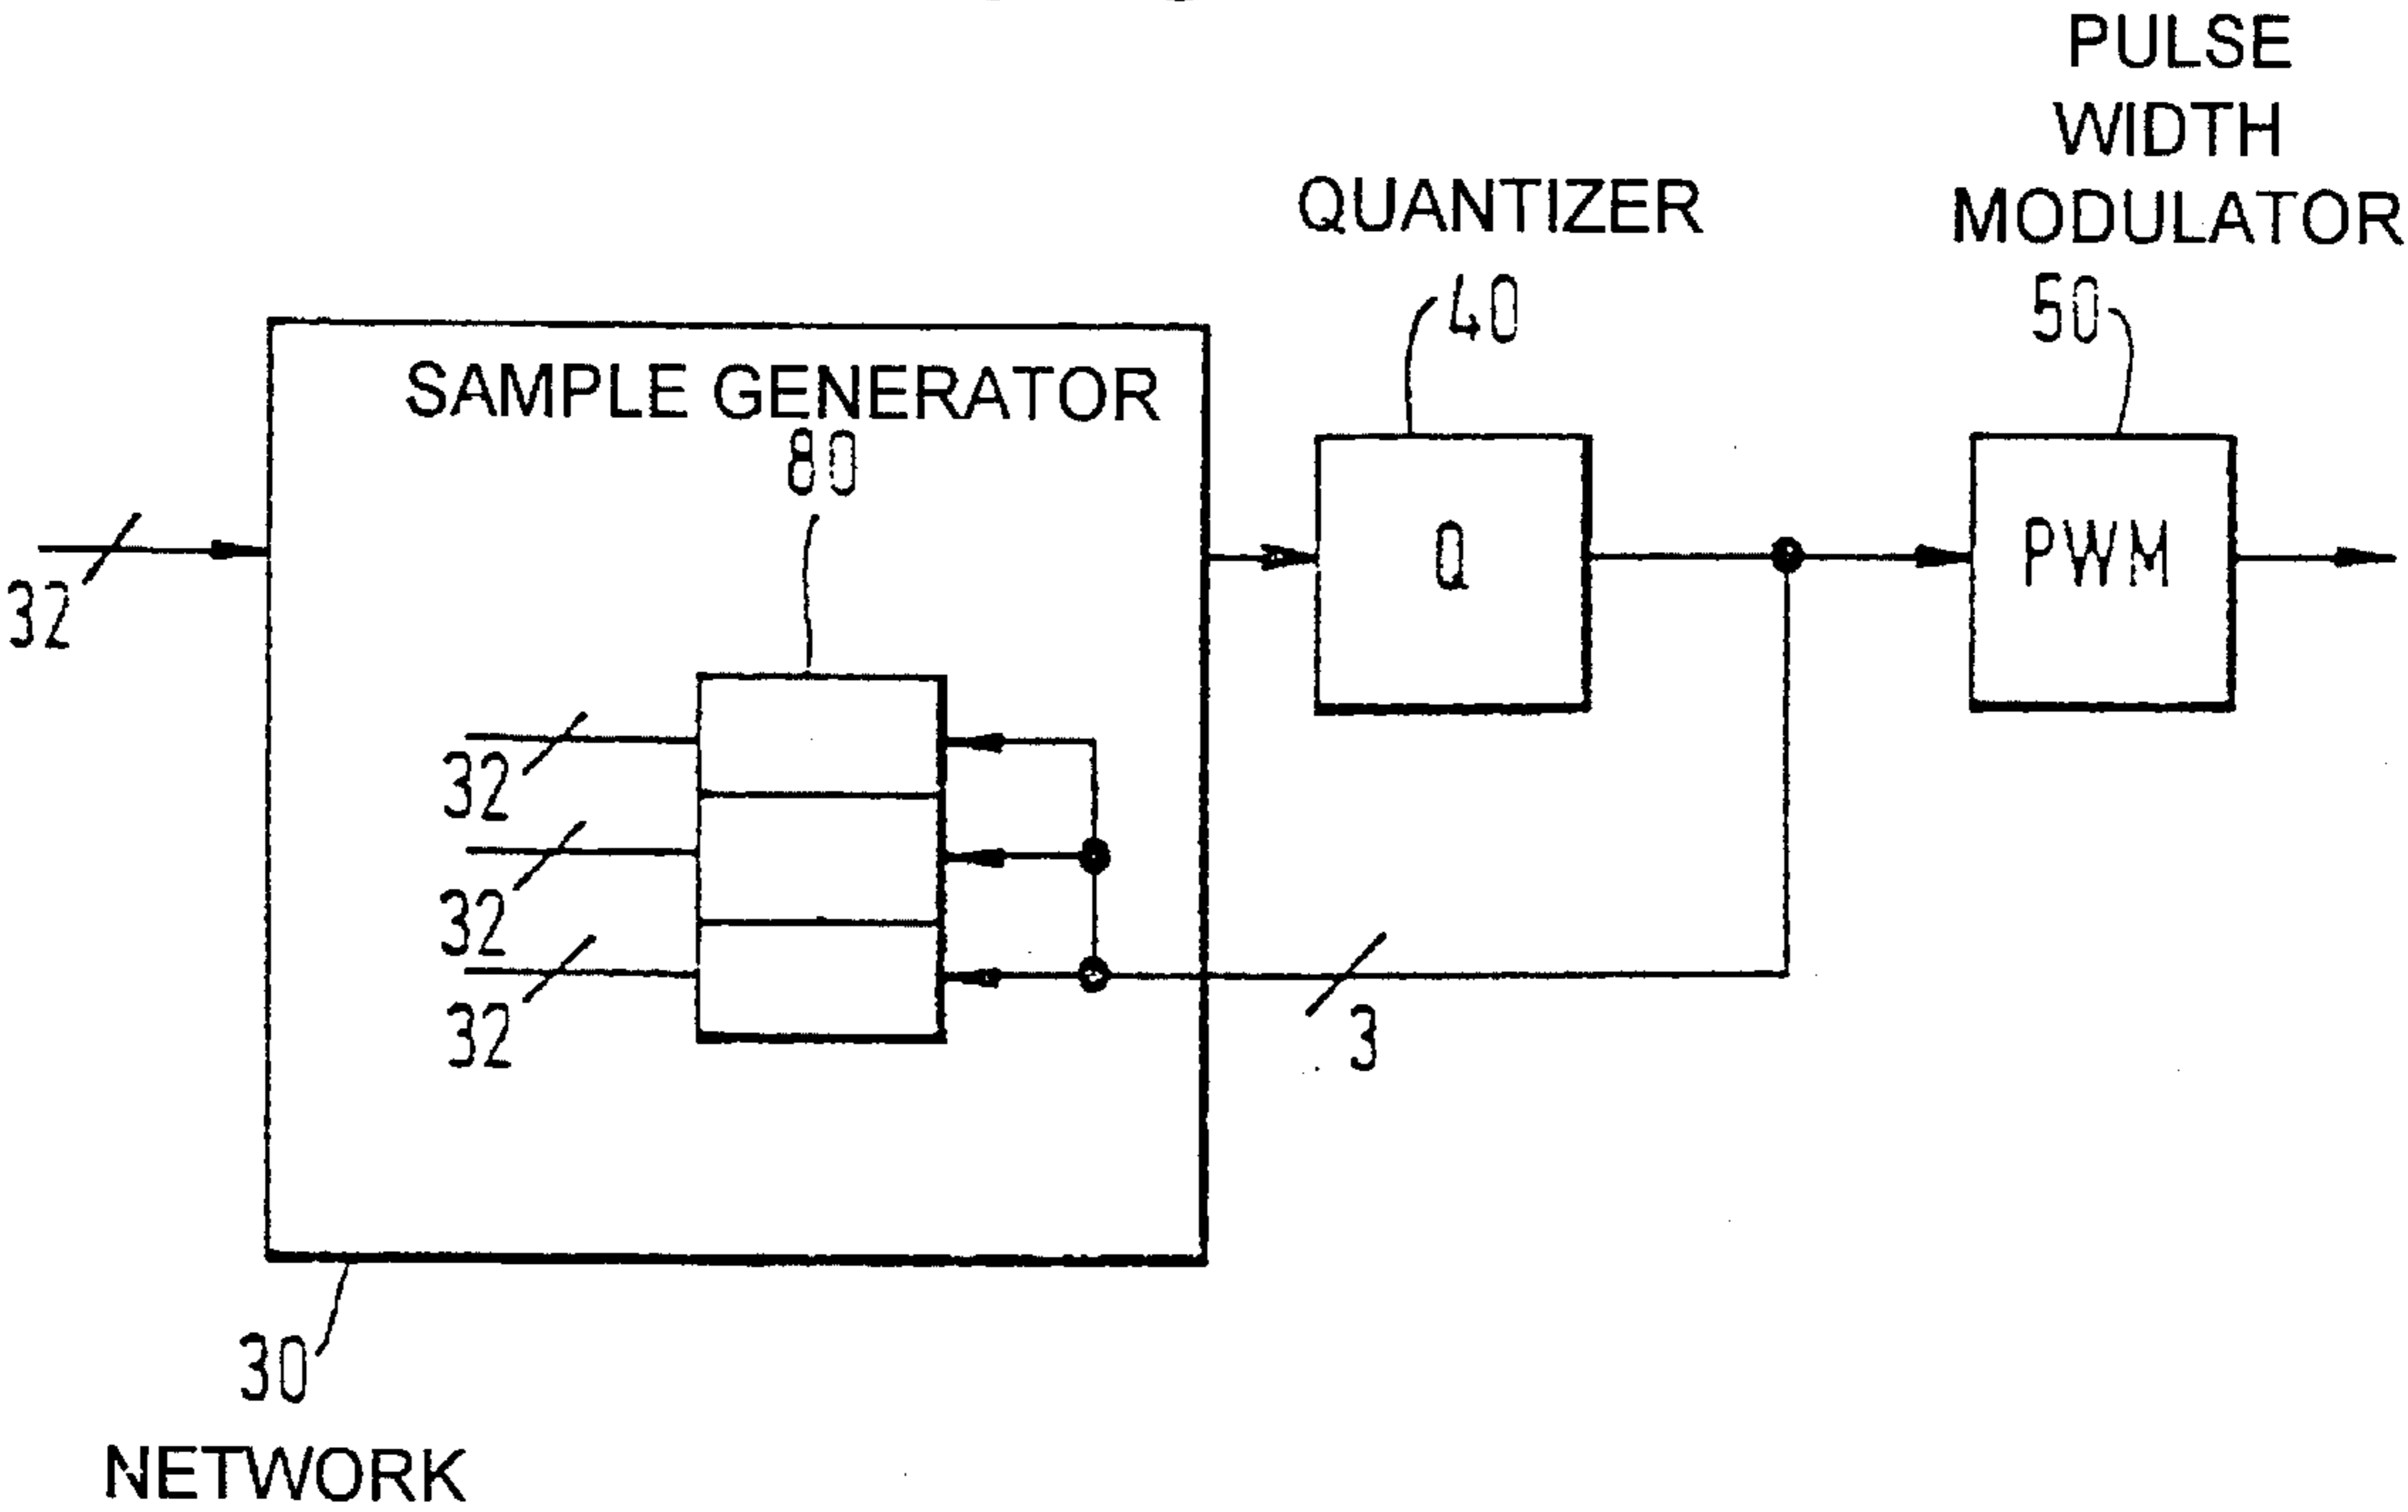 PULSE
WIDTH
MODULATOR
50
QUANTIZER
40
SAMPLE GENERATOR
80
32
Q
PWM
32
32
32
3
30
NETWORK